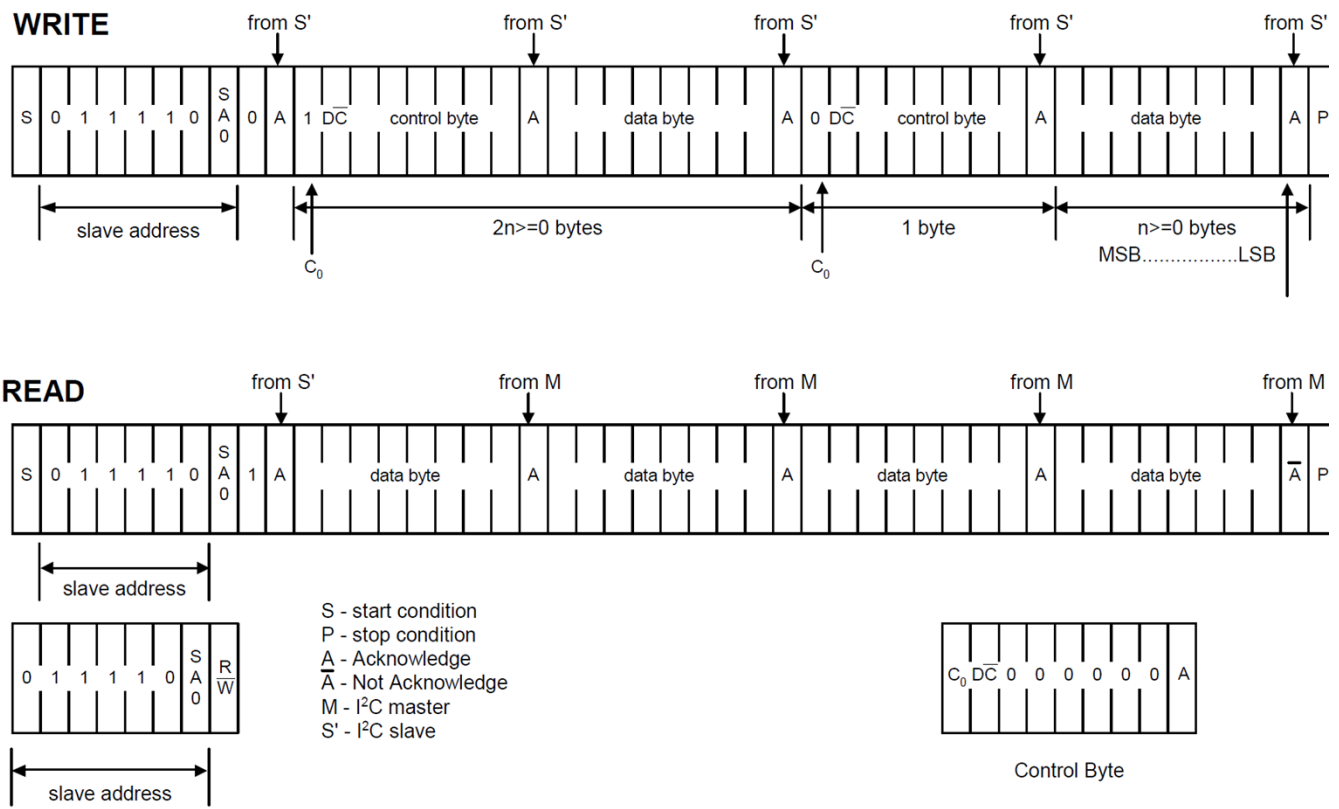 WRITE
from S' from S' from S' from S' from S'
S 0 1 1 1 1 0 SA0 0 A 1 DC̅ control byte A data byte A 0 DC̅ control byte A data byte A P
slave address 2n>=0 bytes 1 byte n>=0 bytes
MSB.................LSB
C₀ C₀
READ
from S' from M from M from M from M
S 0 1 1 1 1 0 SA0 1 A data byte A data byte A data byte A data byte A̅ P
slave address
0 1 1 1 1 0 SA0 R/W̅
slave address
S - start condition
P - stop condition
A - Acknowledge
A̅ - Not Acknowledge
M - I²C master
S' - I²C slave
C₀ DC̅ 0 0 0 0 0 0 A
Control Byte